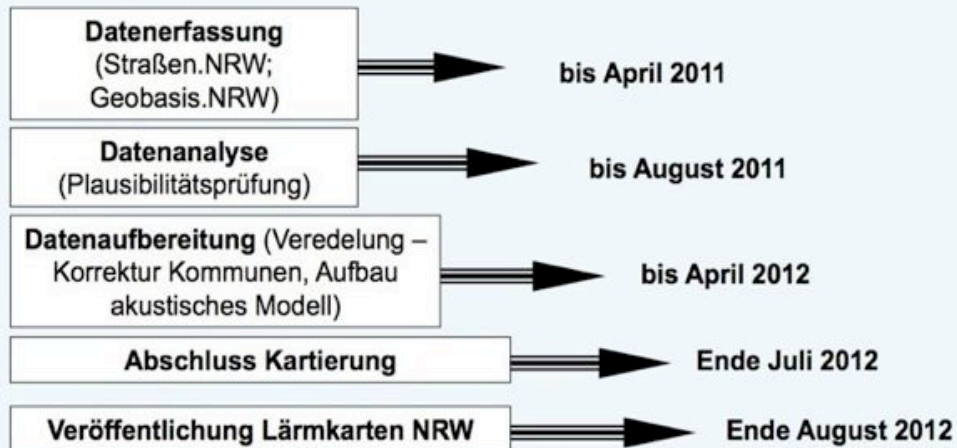 Datenerfassung
(Straßen.NRW;
Geobasis.NRW)
bis April 2011
Datenanalyse
(Plausibilitätsprüfung)
bis August 2011
Datenaufbereitung (Veredelung –
Korrektur Kommunen, Aufbau
akustisches Modell)
bis April 2012
Abschluss Kartierung
Ende Juli 2012
Veröffentlichung Lärmkarten NRW
Ende August 2012